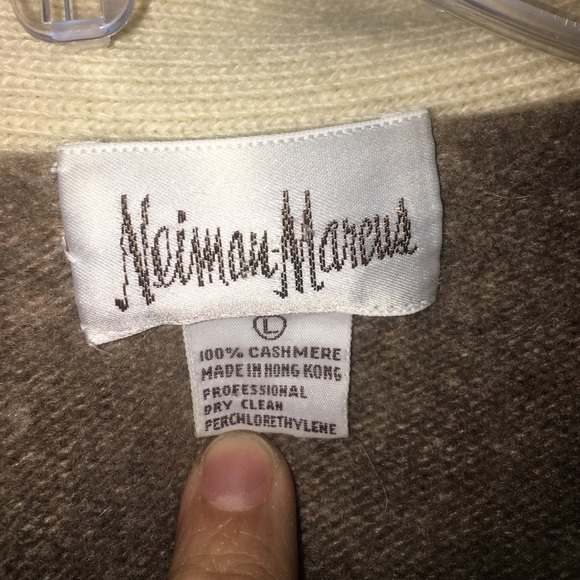 Neiman-Marcus
L
100% CASHMERE
MADE IN HONG KONG
PROFESSIONAL
DRY CLEAN
PERCHLORETHYLENE